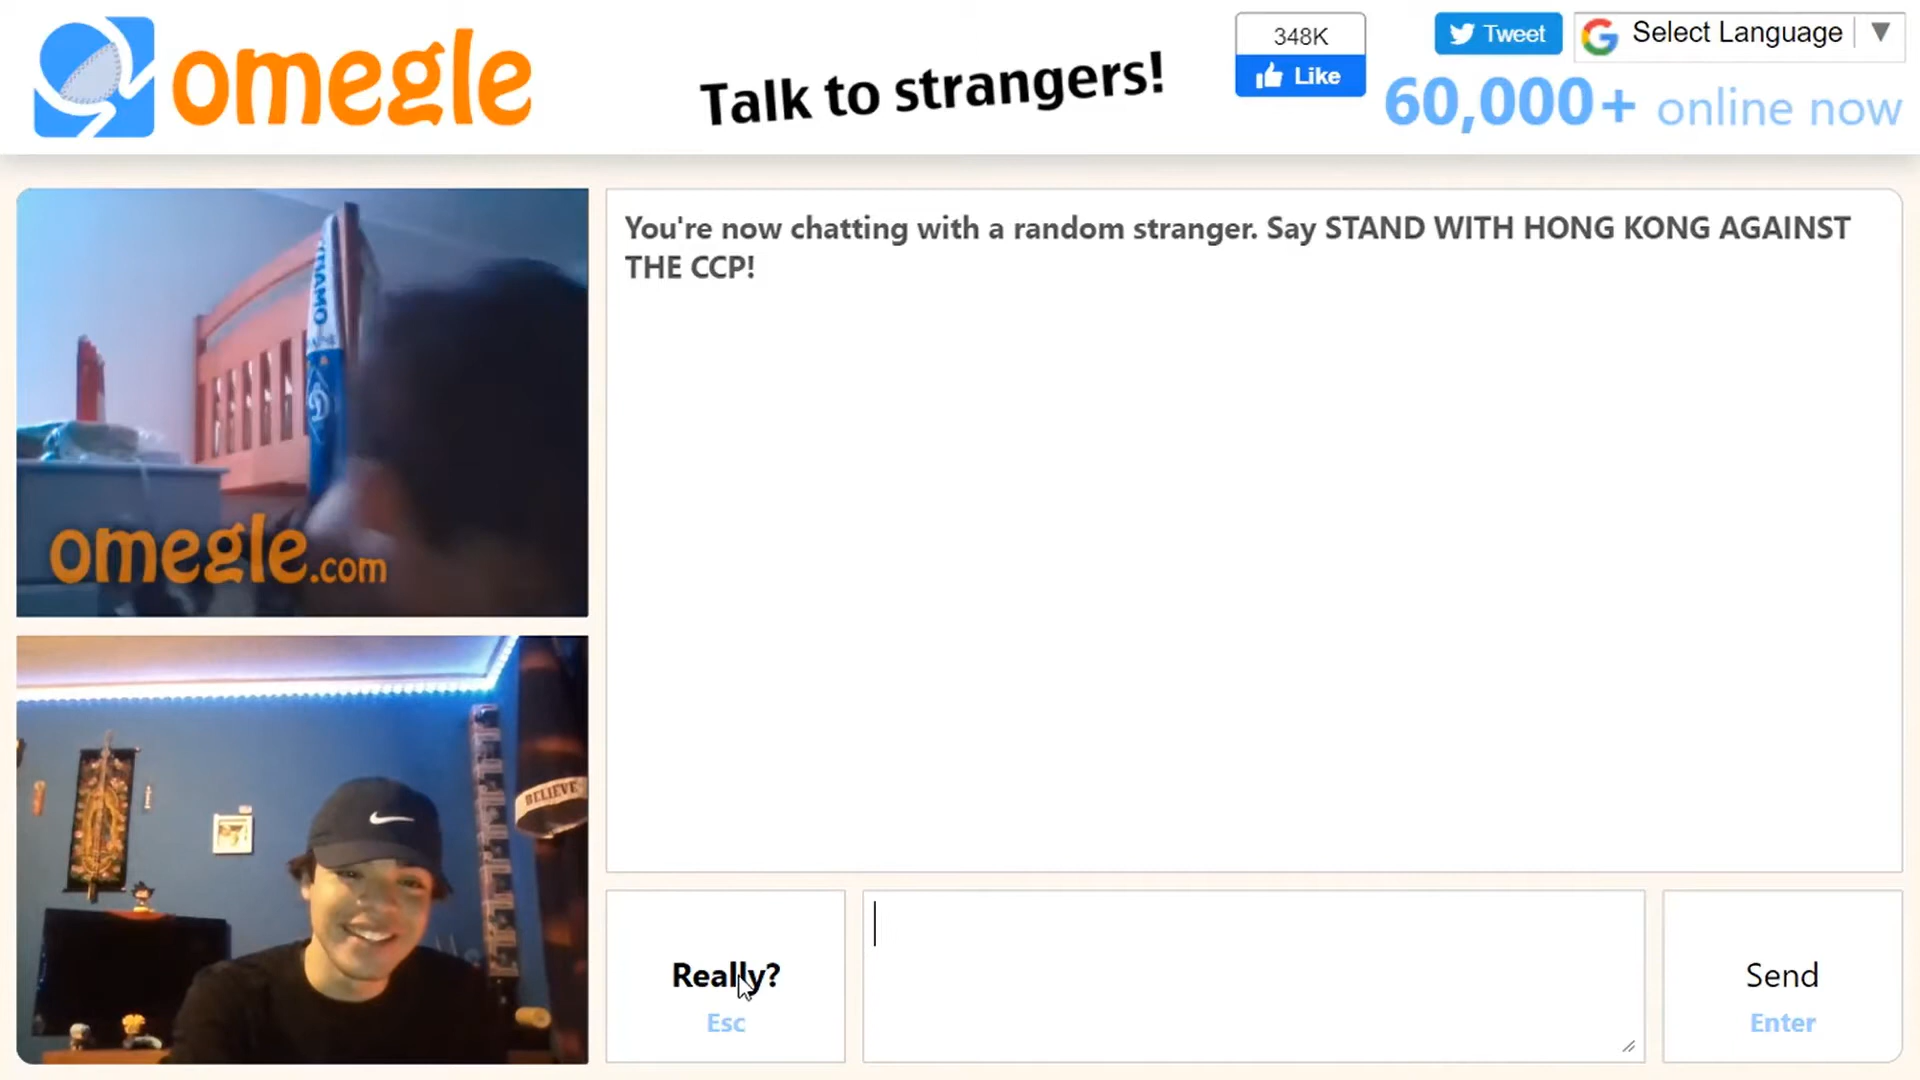 omegle
Talk to strangers!
348K
Like
Tweet
Select Language
60,000+ online now
You're now chatting with a random stranger. Say STAND WITH HONG KONG AGAINST
THE CCP!
omegle.com
BELIEVE
Really?
Esc
Send
Enter